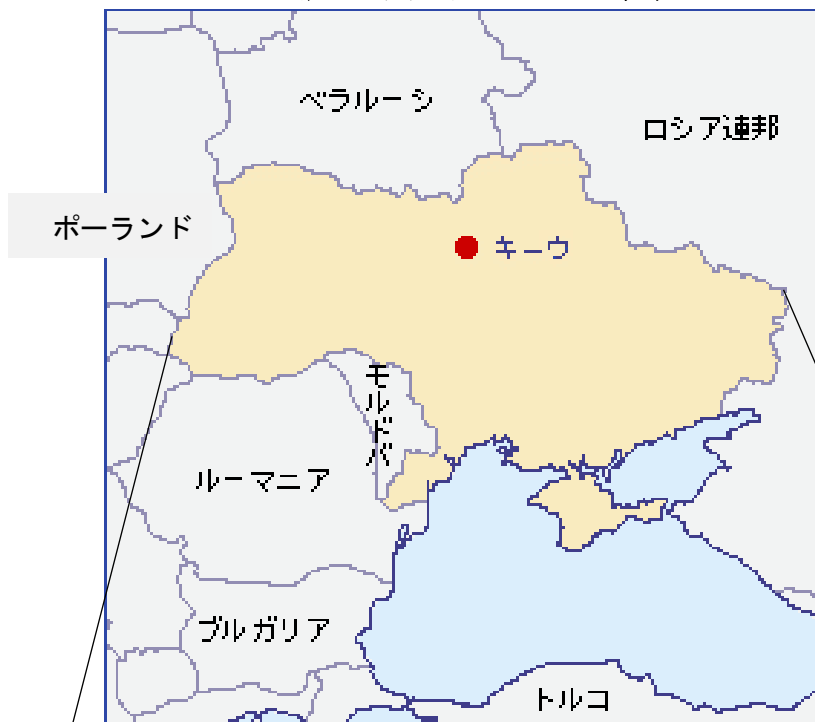 ベラルーシ
ロシア連邦
ポーランド
キーウ
モルドバ
ルーマニア
ブルガリア
トルコ